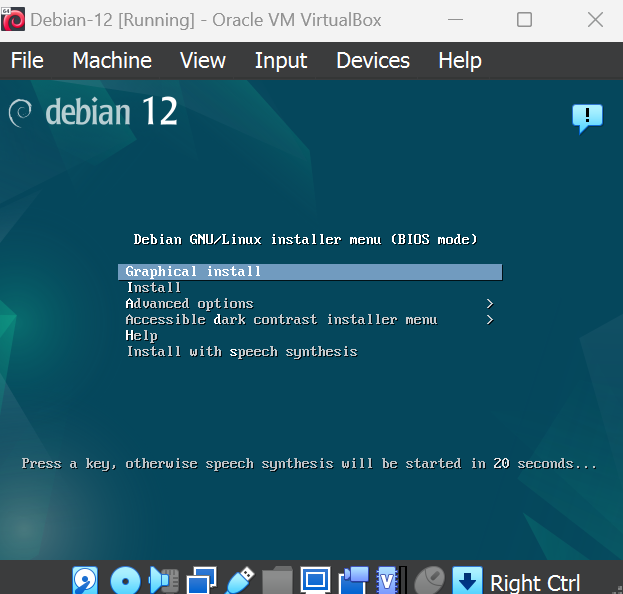 64
Debian-12 [Running] - Oracle VM VirtualBox
File Machine View Input Devices Help
debian 12
!
Debian GNU/Linux installer menu (BIOS mode)
Graphical install
Install
Advanced options >
Accessible dark contrast installer menu >
Help
Install with speech synthesis
Press a key, otherwise speech synthesis will be started in 20 seconds...
V
Right Ctrl